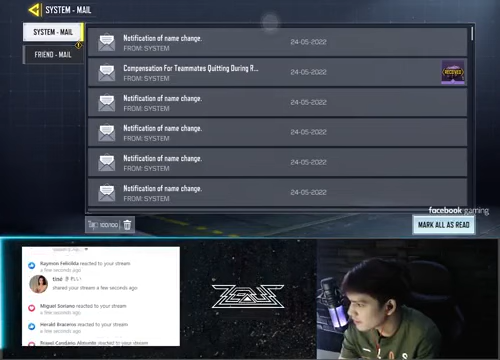 SYSTEM - MAIL
SYSTEM - MAIL
FRIEND - MAIL
Notification of name change.
FROM: SYSTEM
24-05-2022
Compensation For Teammates Quitting During R...
FROM: SYSTEM
24-05-2022
Notification of name change.
FROM: SYSTEM
24-05-2022
Notification of name change.
FROM: SYSTEM
24-05-2022
Notification of name change.
FROM: SYSTEM
24-05-2022
Notification of name change.
FROM: SYSTEM
24-05-2022
facebook gaming
100/100
MARK ALL AS READ
reacted to your stream
a few seconds ago
shared your stream a few seconds ago
Miguel Soriano reacted to your stream
a few seconds ago
Herald Braceros reacted to your stream
a few seconds ago
reacted to your stream